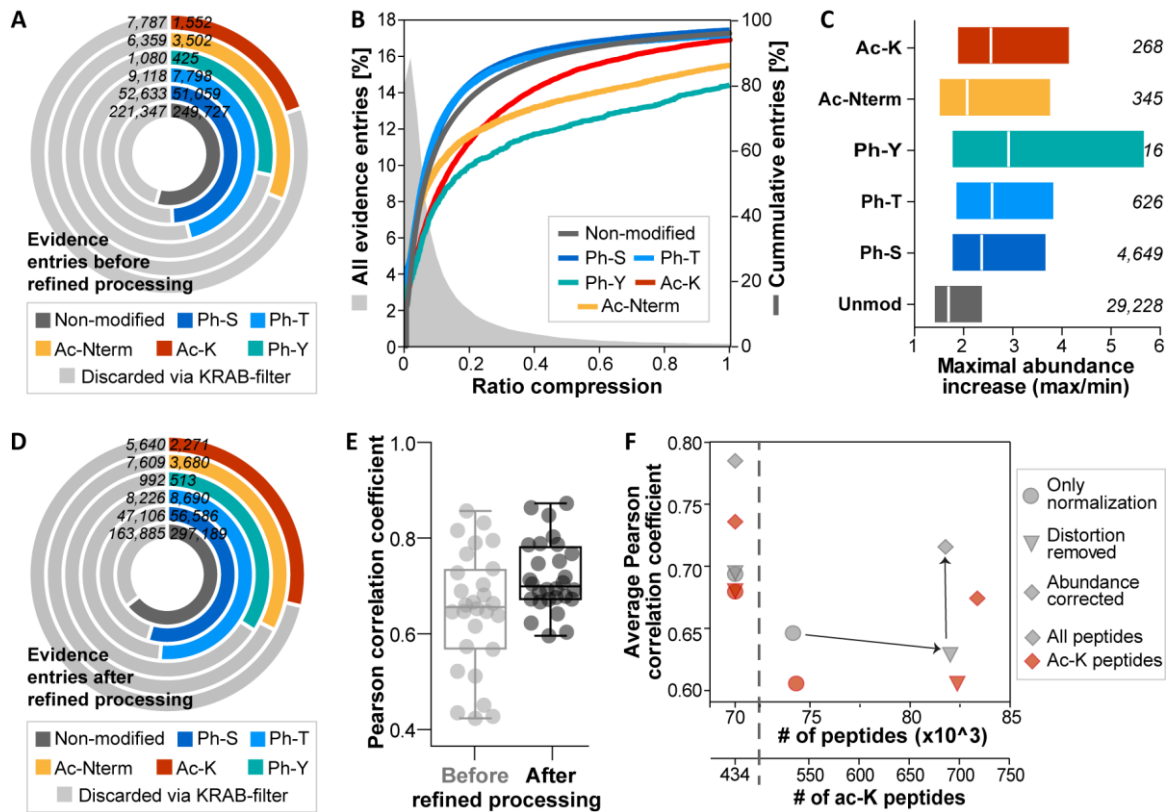 A
7,787 1,552
6,359 3,502
1,080 425
9,118 7,798
52,633 51,059
221,347 249,727
Evidence
entries before
refined processing
Non-modified Ph-S Ph-T
Ac-Nterm Ac-K Ph-Y
Discarded via KRAB-filter
B
All evidence entries [%]
18
16
14
12
10
8
6
4
2
0
100
80
60
40
20
0
Cummulative entries [%]
Non-modified
Ph-S Ph-T
Ph-Y Ac-K
Ac-Nterm
0 0.2 0.4 0.6 0.8 1
Ratio compression
C
Ac-K 268
Ac-Nterm 345
Ph-Y 16
Ph-T 626
Ph-S 4,649
Unmod 29,228
1 2 3 4 5 6
Maximal abundance
increase (max/min)
D
5,640 2,271
7,609 3,680
992 513
8,226 8,690
47,106 56,586
163,885 297,189
Evidence
entries after
refined processing
Non-modified Ph-S Ph-T
Ac-Nterm Ac-K Ph-Y
Discarded via KRAB-filter
E
Pearson correlation coefficient
1.0
0.8
0.6
0.4
Before After
refined processing
F
Average Pearson
correlation coefficient
0.80
0.75
0.70
0.65
0.60
70 75 80 85
# of peptides (x10^3)
434 550 600 650 700 750
# of ac-K peptides
Only
normalization
Distortion
removed
Abundance
corrected
All peptides
Ac-K peptides